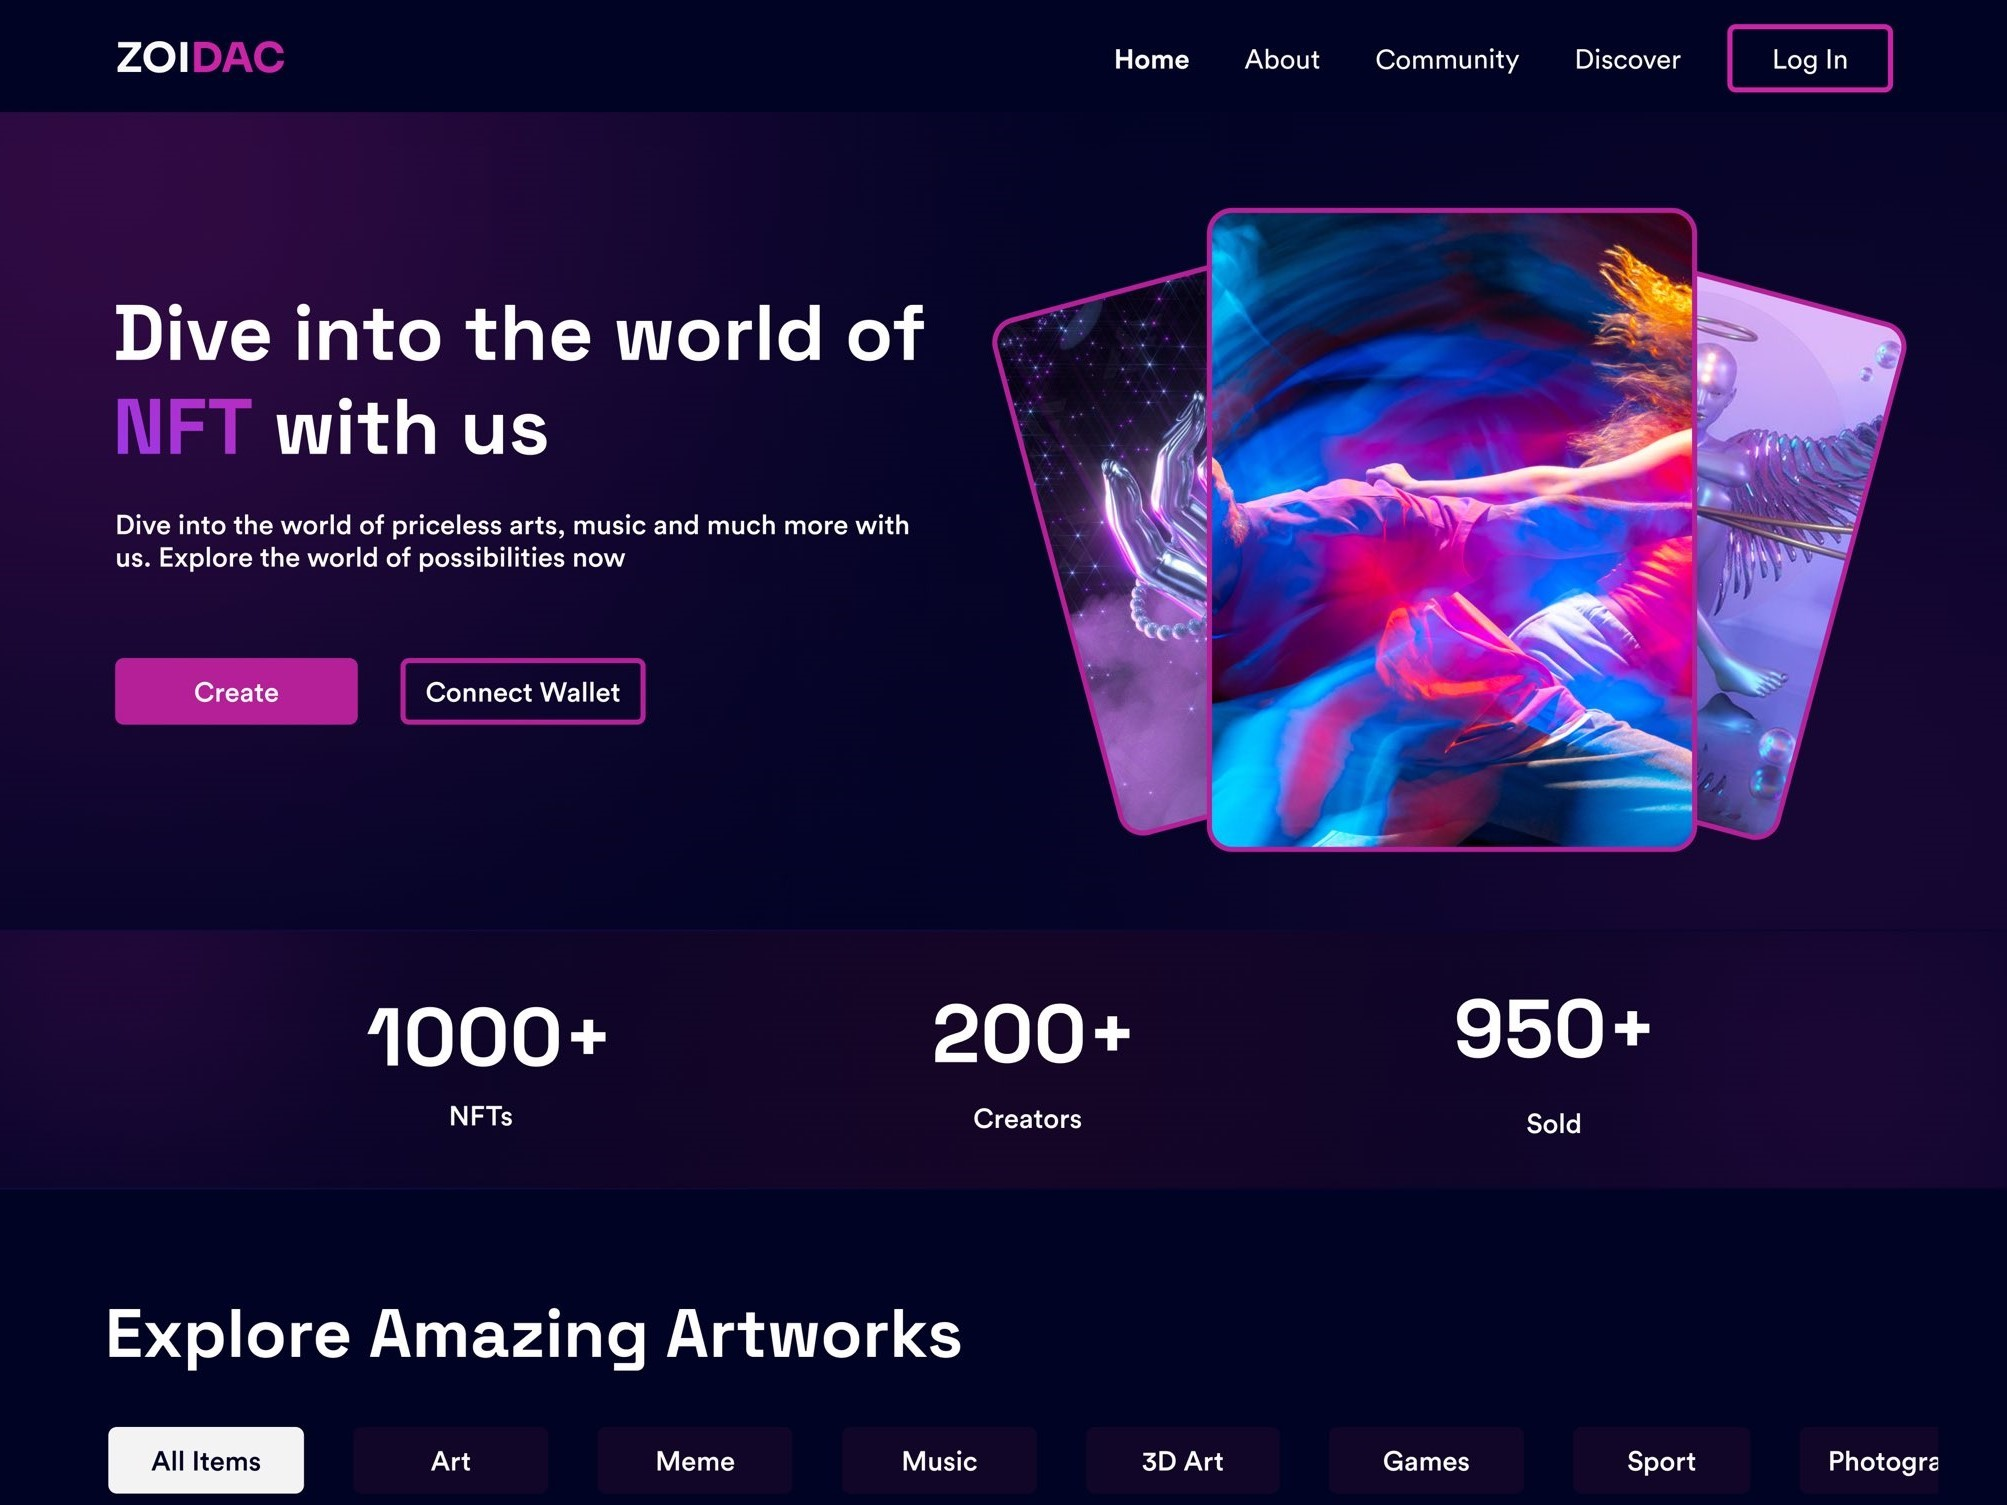 ZOIDAC
Home
About
Community
Discover
Log In
Dive into the world of
NFT with us
Dive into the world of priceless arts, music and much more with
us. Explore the world of possibilities now
Create
Connect Wallet
1000+
200+
950+
NFTs
Creators
Sold
Explore Amazing Artworks
All Items
Art
Meme
Music
3D Art
Games
Sport
Photogra